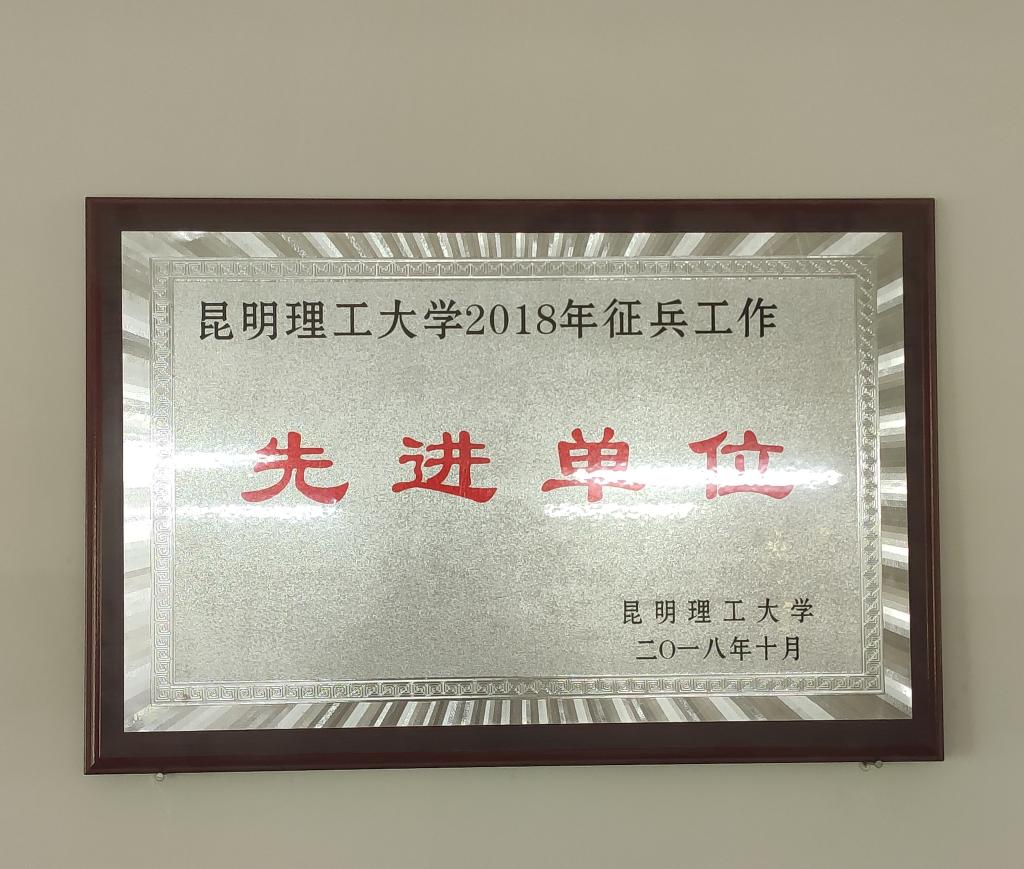 昆明理工大学2018年征兵工作
先进单位
昆明理工大学
二〇一八年十月